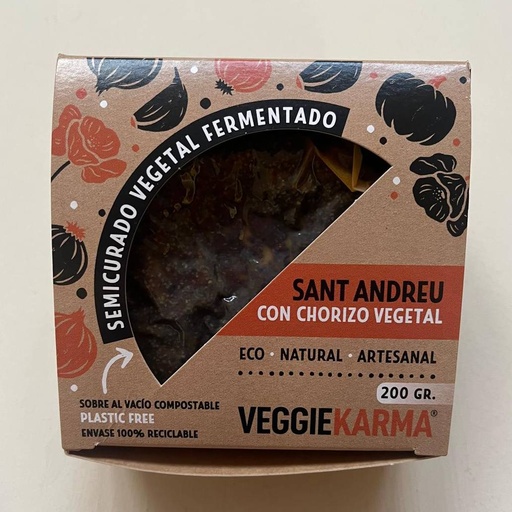 SEMICURADO VEGETAL FERMENTADO
SANT ANDREU
CON CHORIZO VEGETAL
ECO · NATURAL · ARTESANAL
200 GR.
SOBRE AL VACÍO COMPOSTABLE
PLASTIC FREE
ENVASE 100% RECICLABLE
VEGGIEKARMA®